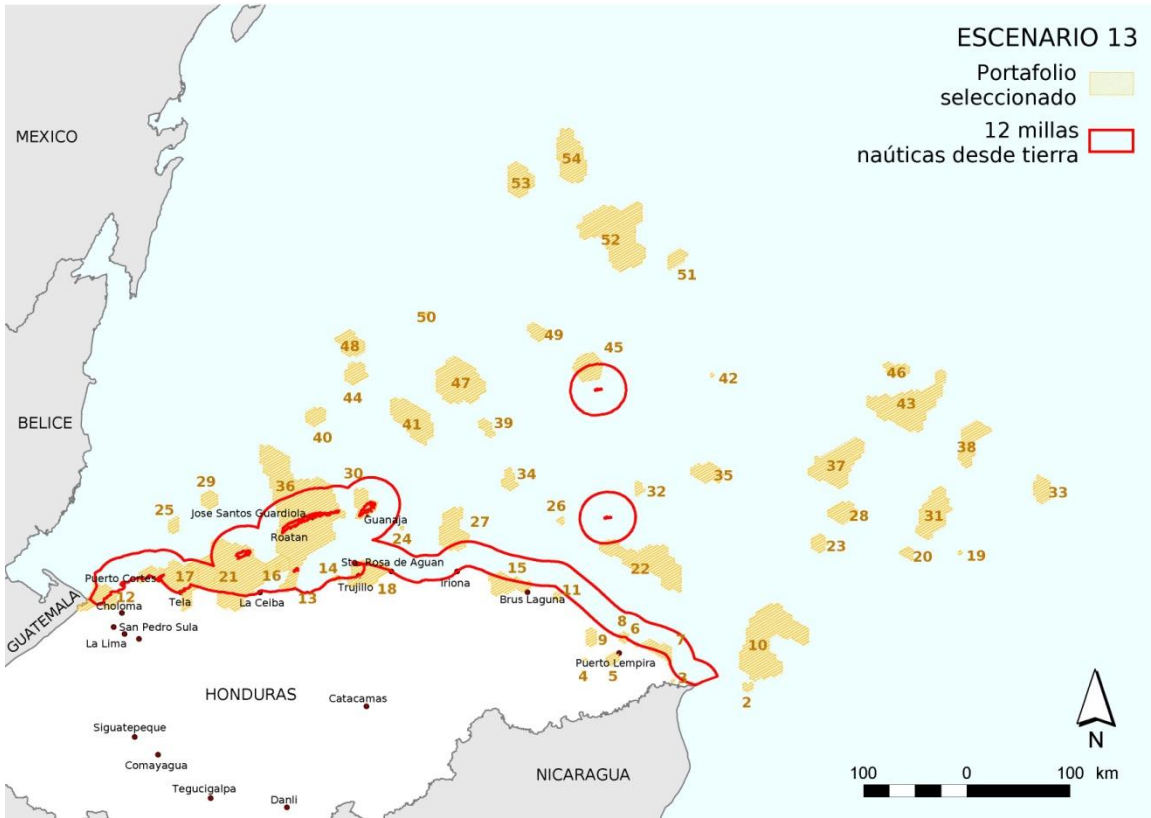 ESCENARIO 13
Portafolio
seleccionado
12 millas
naúticas desde tierra
MEXICO
54
53
52
51
50
49
45
48
46
47
42
44
43
41
39
40
38
30
34
35
37
36
29
32
33
Jose Santos Guardiola
25
Guanaja
26
27
28
31
Roatan
24
23
20
19
BELICE
Sta. Rosa de Aguan
22
Puerto Cortes
17
21
16
14
15
Trujillo
18
Iriona
12
Tela
La Ceiba
13
Brus Laguna
11
GUATEMALA
Choloma
San Pedro Sula
La Lima
8
6
9
7
10
Puerto Lempira
4
5
3
2
HONDURAS
Catacamas
Siguatepeque
Comayagua
Tegucigalpa
Danli
NICARAGUA
N
100
0
100
km